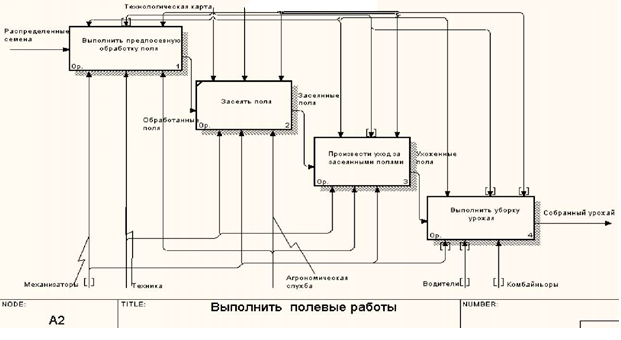 Технологическая карта
Распределенные
семена
Выполнить предпосевную
обработку поля
0р.
1
Засеять поля
0р.
2
Обработанные
поля
Засеянные
поля
Произвести уход за
засеянными полями
0р.
3
Ухоженные
поля
Выполнить уборку
урожая
0р.
4
Собранный урожай
Механизаторы
Техника
Агрономическая
служба
Водители
Комбайнёры
NODE:
TITLE:
NUMBER:
A2
Выполнить полевые работы